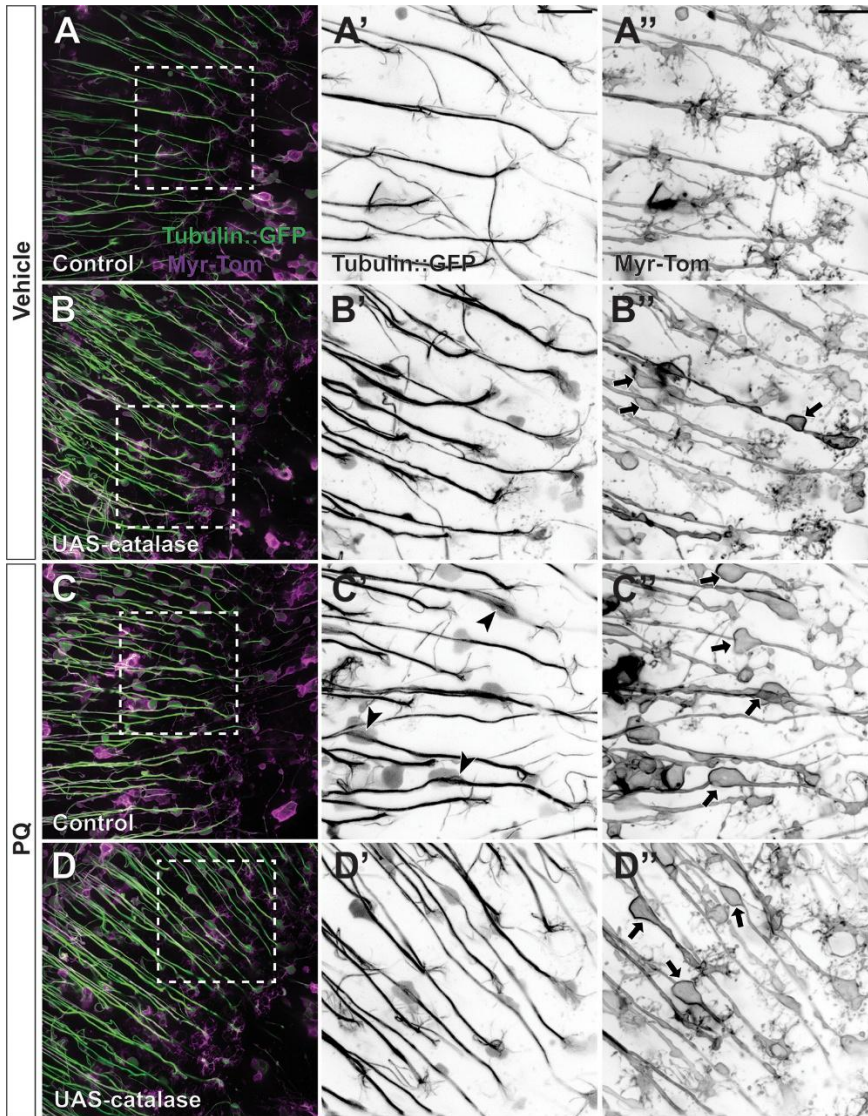 A
A'
A''
Tubulin::GFP
Myr-Tom
Control
Tubulin::GFP
Myr-Tom
Vehicle
B
B'
B''
UAS-catalase
C
C'
C''
Control
PQ
D
D'
D''
UAS-catalase